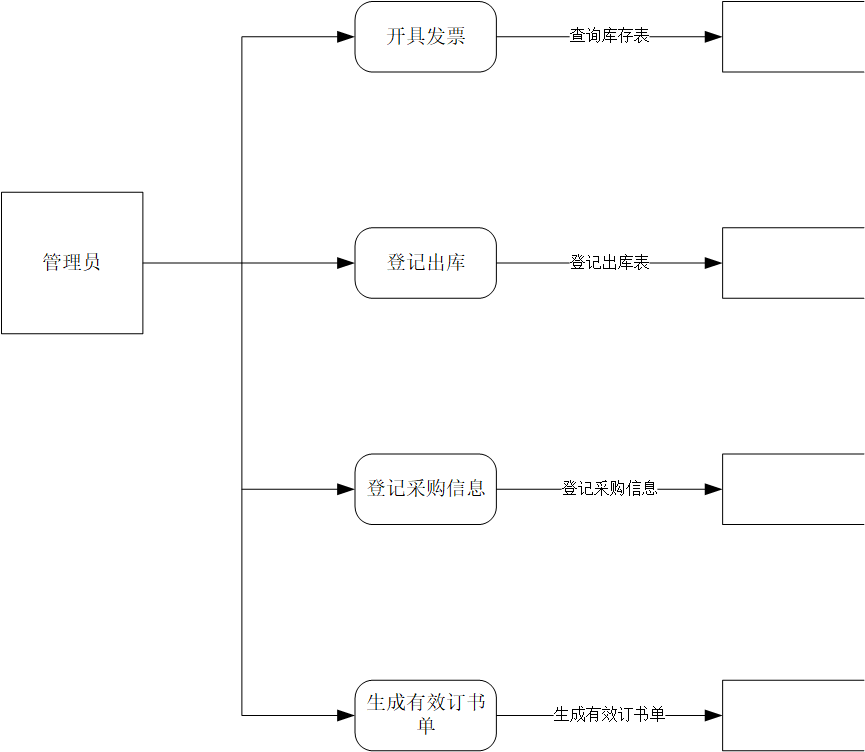 开具发票
查询库存表
管理员
登记出库
登记出库表
登记采购信息
登记采购信息
生成有效订书
单
生成有效订书单